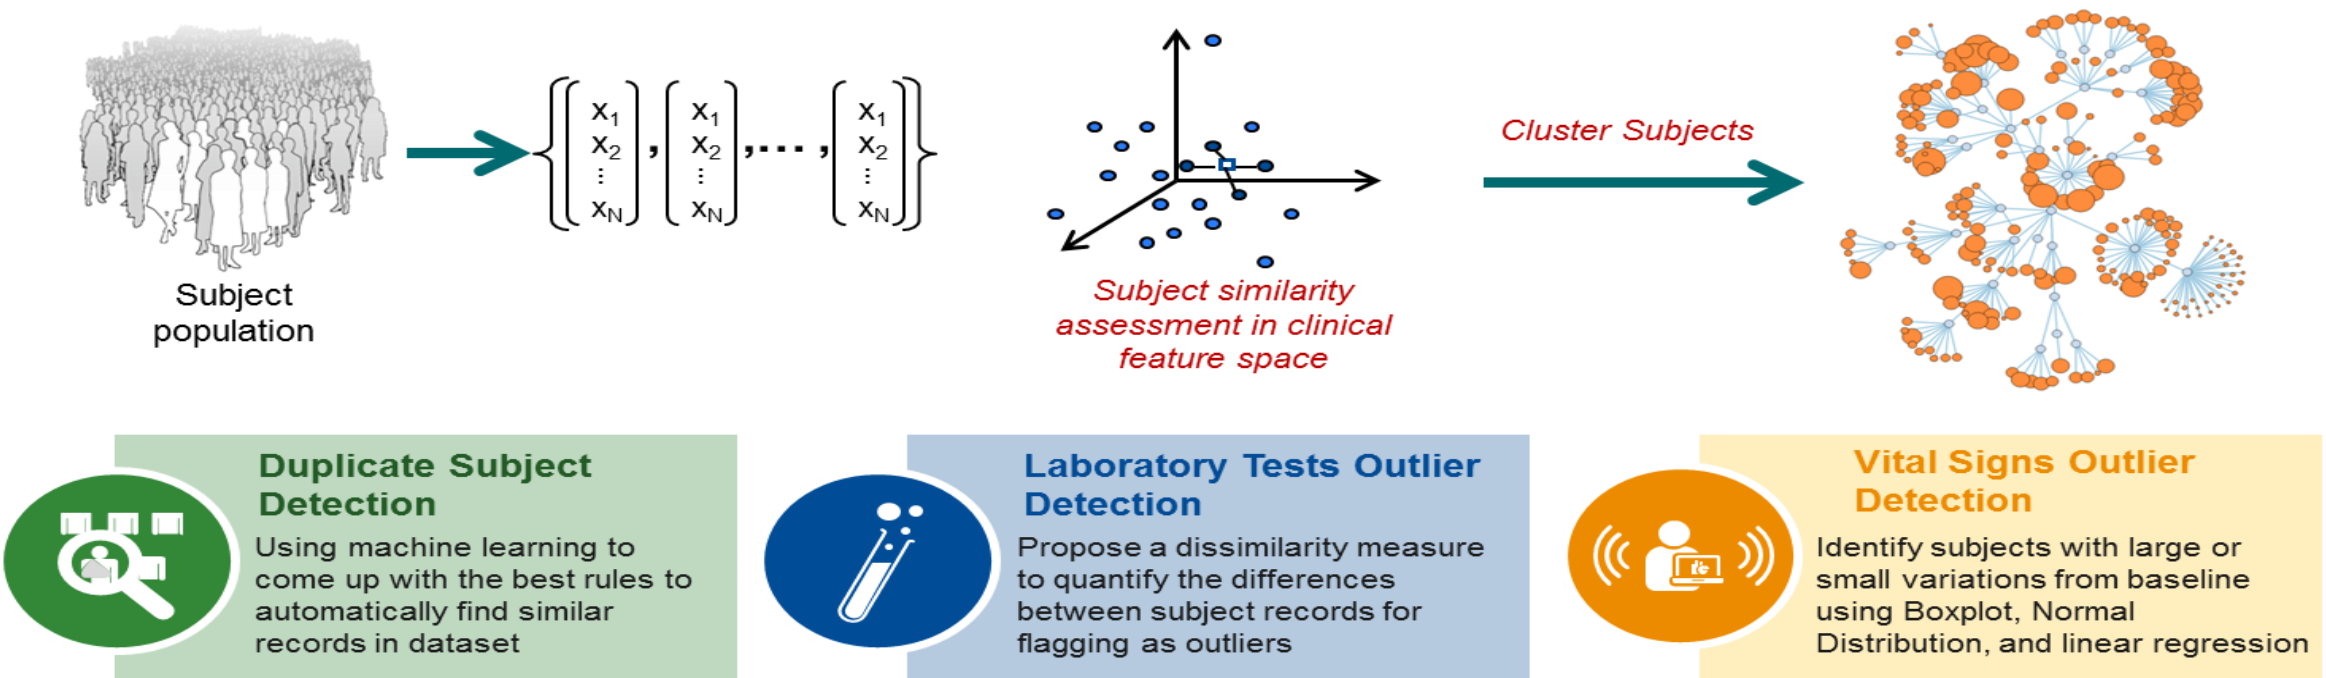 x1
x2
⋮
xN
,
x1
x2
⋮
xN
,... ,
x1
x2
⋮
xN
Subject
population
Subject similarity
assessment in clinical
feature space
Cluster Subjects
Duplicate Subject
Detection
Using machine learning to
come up with the best rules to
automatically find similar
records in dataset
Laboratory Tests Outlier
Detection
Propose a dissimilarity measure
to quantify the differences
between subject records for
flagging as outliers
Vital Signs Outlier
Detection
Identify subjects with large or
small variations from baseline
using Boxplot, Normal
Distribution, and linear regression